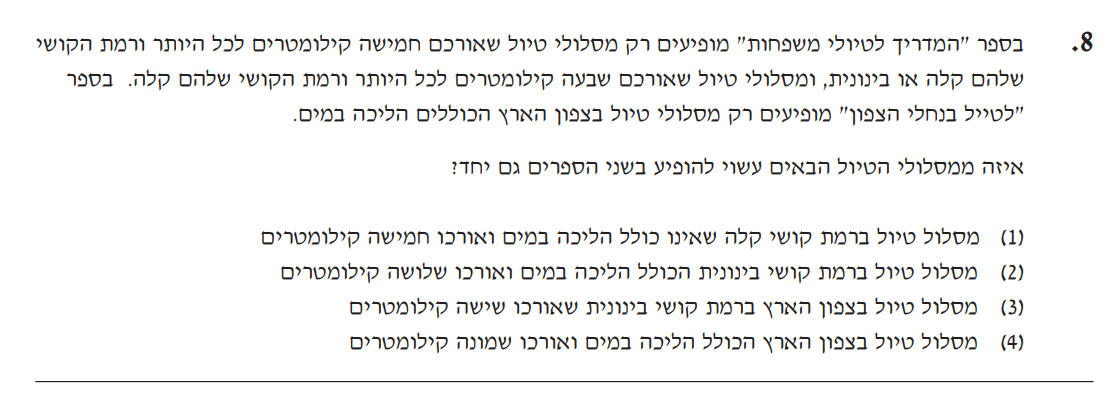 8. בספר "המדריך לטיולי משפחות" מופיעים רק מסלולי טיול שאורכם חמישה קילומטרים לכל היותר ורמת הקושי
שלהם קלה או בינונית, ומסלולי טיול שאורכם שבעה קילומטרים לכל היותר ורמת הקושי שלהם קלה. בספר
"לטייל בנחלי הצפון" מופיעים רק מסלולי טיול בצפון הארץ הכוללים הליכה במים.
איזה ממסלולי הטיול הבאים עשוי להופיע בשני הספרים גם יחד?
(1) מסלול טיול ברמת קושי קלה שאינו כולל הליכה במים ואורכו חמישה קילומטרים
(2) מסלול טיול ברמת קושי בינונית הכולל הליכה במים ואורכו שלושה קילומטרים
(3) מסלול טיול בצפון הארץ ברמת קושי בינונית שאורכו שישה קילומטרים
(4) מסלול טיול בצפון הארץ הכולל הליכה במים ואורכו שמונה קילומטרים